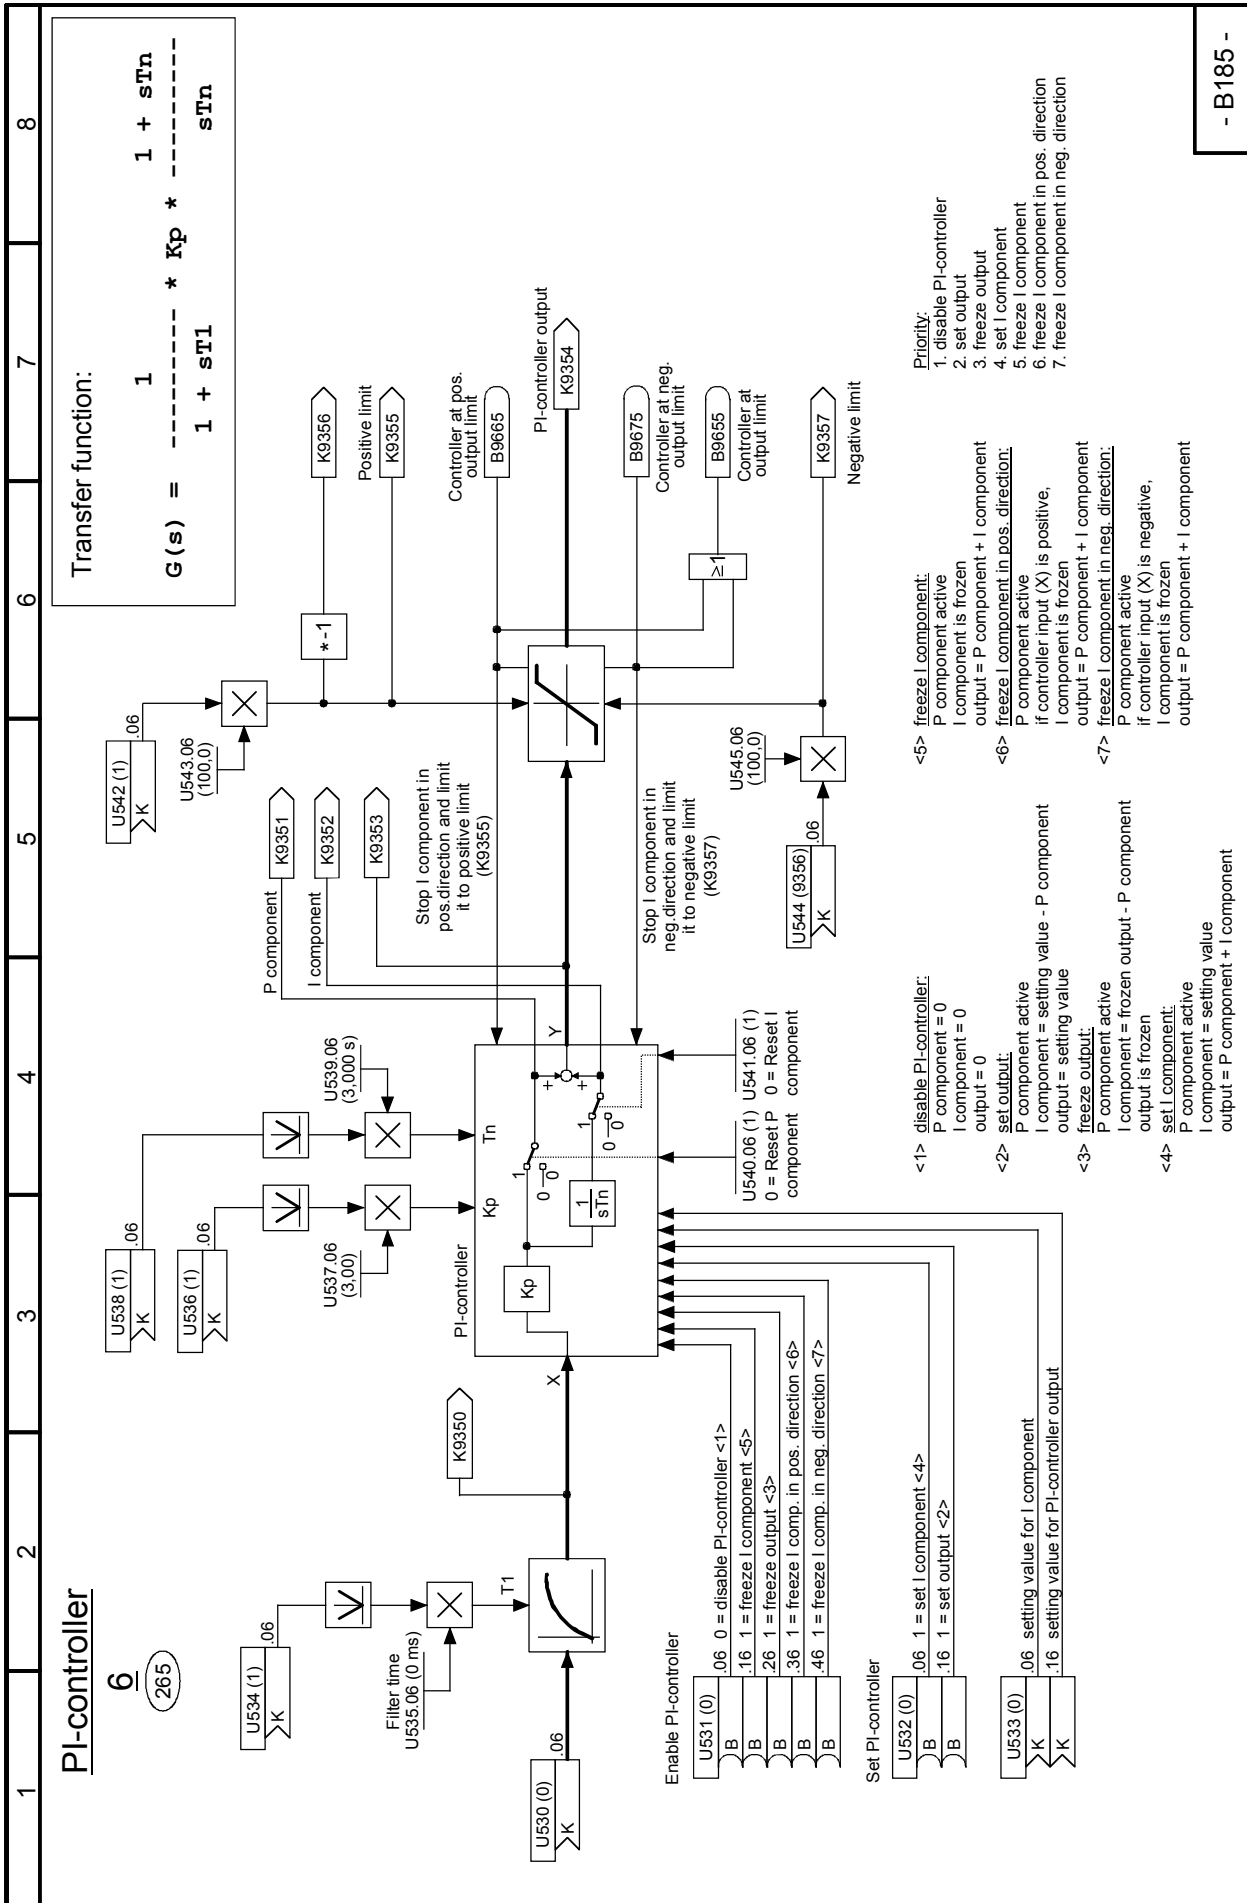 1 2 3 4 5 6 7 8
PI-controller
6
265
Transfer function:
1 1 + sTn
G(s) = -------- * Kp * ---------
1 + sT1 sTn
U534 (1)
K
.06
Filter time
U535.06 (0 ms)
T1
U530 (0)
K
.06
K9350
X
U538 (1)
K
.06
U536 (1)
K
.06
U537.06
(3,00)
U539.06
(3,000 s)
PI-controller
Kp
Tn
Kp
1
sTn
1
0
0
1
0
0
+
+
Y
P component
K9351
I component
K9352
K9353
Stop I component in
pos.direction and limit
it to positive limit
(K9355)
Stop I component in
neg.direction and limit
it to negative limit
(K9357)
U540.06 (1)
0 = Reset P
component
U541.06 (1)
0 = Reset I
component
U542 (1)
K
.06
U543.06
(100,0)
*-1
K9356
Positive limit
K9355
Controller at pos.
output limit
B9665
PI-controller output
K9354
B9675
Controller at neg.
output limit
≥1
B9655
Controller at
output limit
K9357
Negative limit
U545.06
(100,0)
U544 (9356)
K
.06
Enable PI-controller
U531 (0)
B .06 0 = disable PI-controller <1>
B .16 1 = freeze I component <5>
B .26 1 = freeze output <3>
B .36 1 = freeze I comp. in pos. direction <6>
B .46 1 = freeze I comp. in neg. direction <7>
Set PI-controller
U532 (0)
B .06 1 = set I component <4>
B .16 1 = set output <2>
U533 (0)
K .06 setting value for I component
K .16 setting value for PI-controller output
<1> disable PI-controller:
P component = 0
I component = 0
output = 0
<2> set output:
P component active
I component = setting value - P component
output = setting value
<3> freeze output:
P component active
I component = frozen output - P component
output is frozen
<4> set I component:
P component active
I component = setting value
output = P component + I component
<5> freeze I component:
P component active
I component is frozen
output = P component + I component
<6> freeze I component in pos. direction:
P component active
if controller input (X) is positive,
I component is frozen
output = P component + I component
<7> freeze I component in neg. direction:
P component active
if controller input (X) is negative,
I component is frozen
output = P component + I component
Priority:
1. disable PI-controller
2. set output
3. freeze output
4. set I component
5. freeze I component
6. freeze I component in pos. direction
7. freeze I component in neg. direction
- B185 -